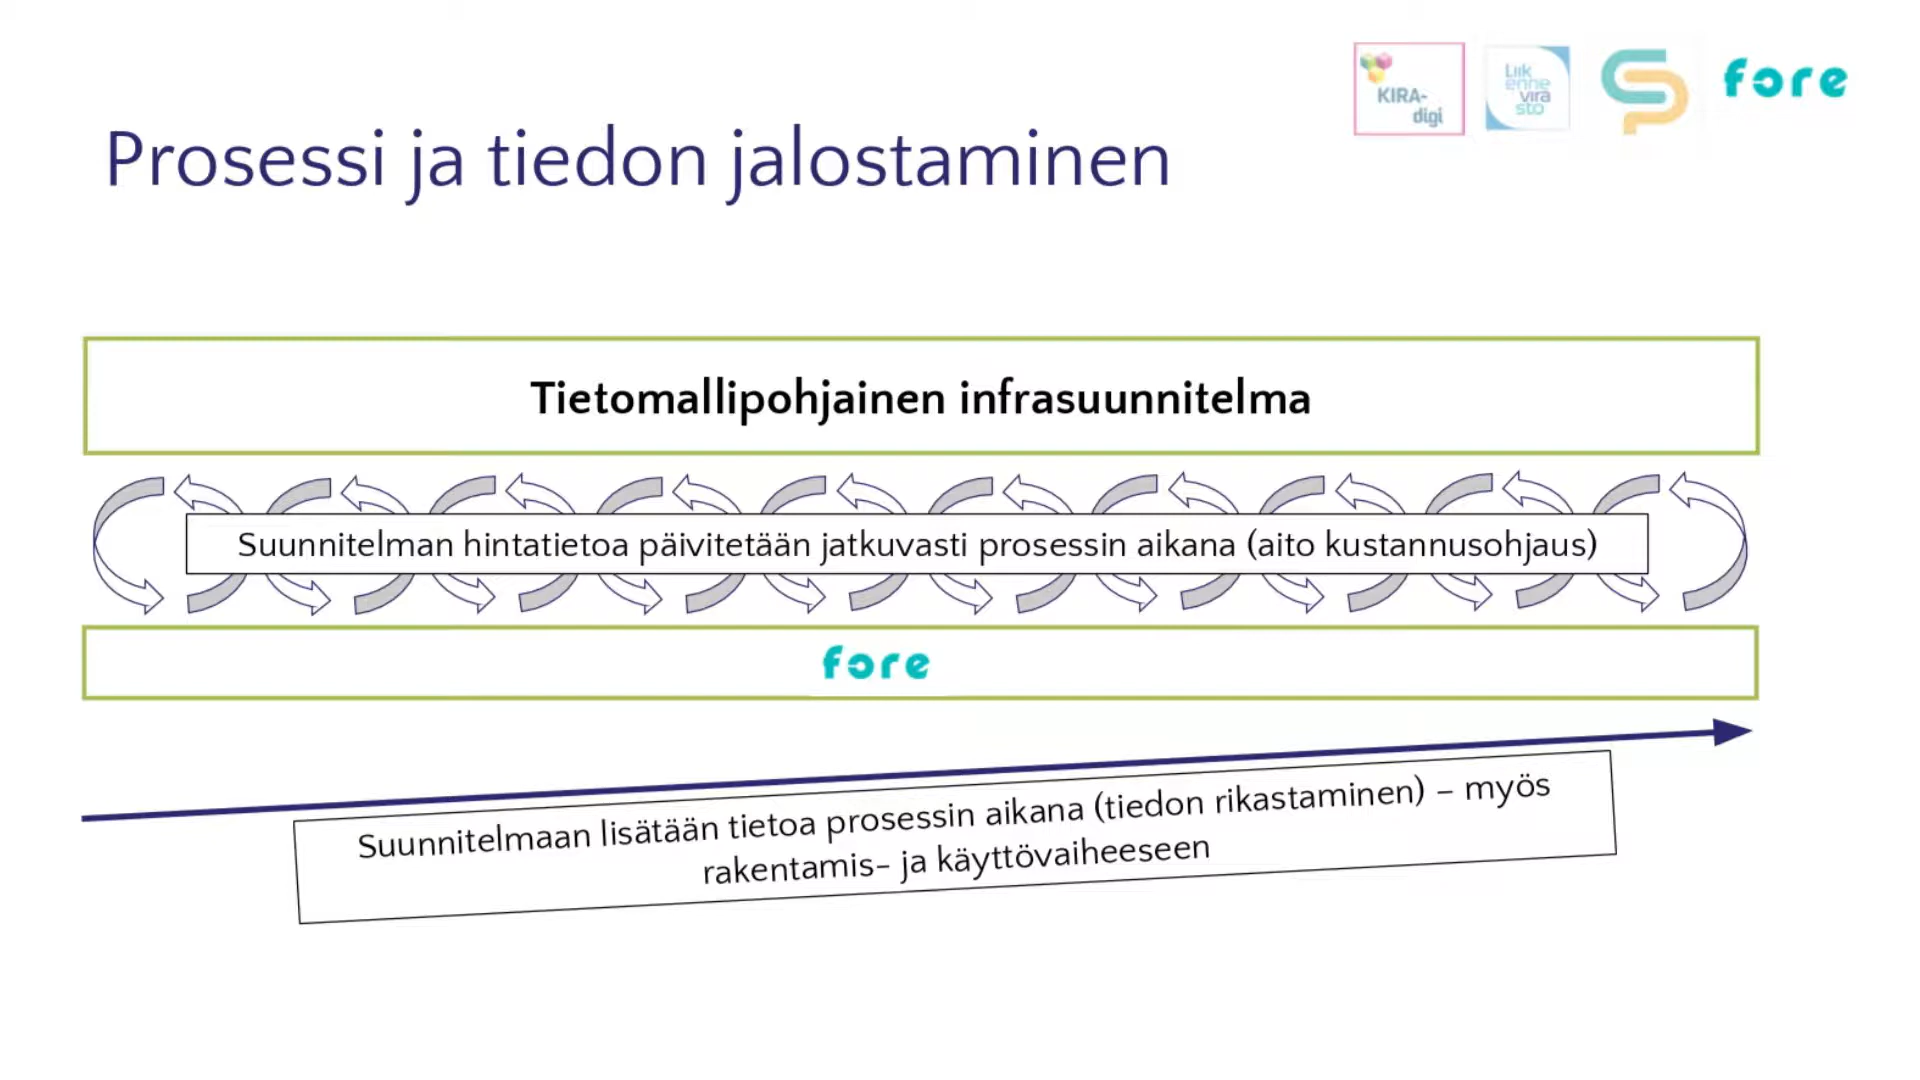 KIRA-
digi
Liik
enne
vira
sto
fore
Prosessi ja tiedon jalostaminen
Tietomallipohjainen infrasuunnitelma
Suunnitelman hintatietoa päivitetään jatkuvasti prosessin aikana (aito kustannusohjaus)
fore
Suunnitelmaan lisätään tietoa prosessin aikana (tiedon rikastaminen) – myös
rakentamis- ja käyttövaiheeseen